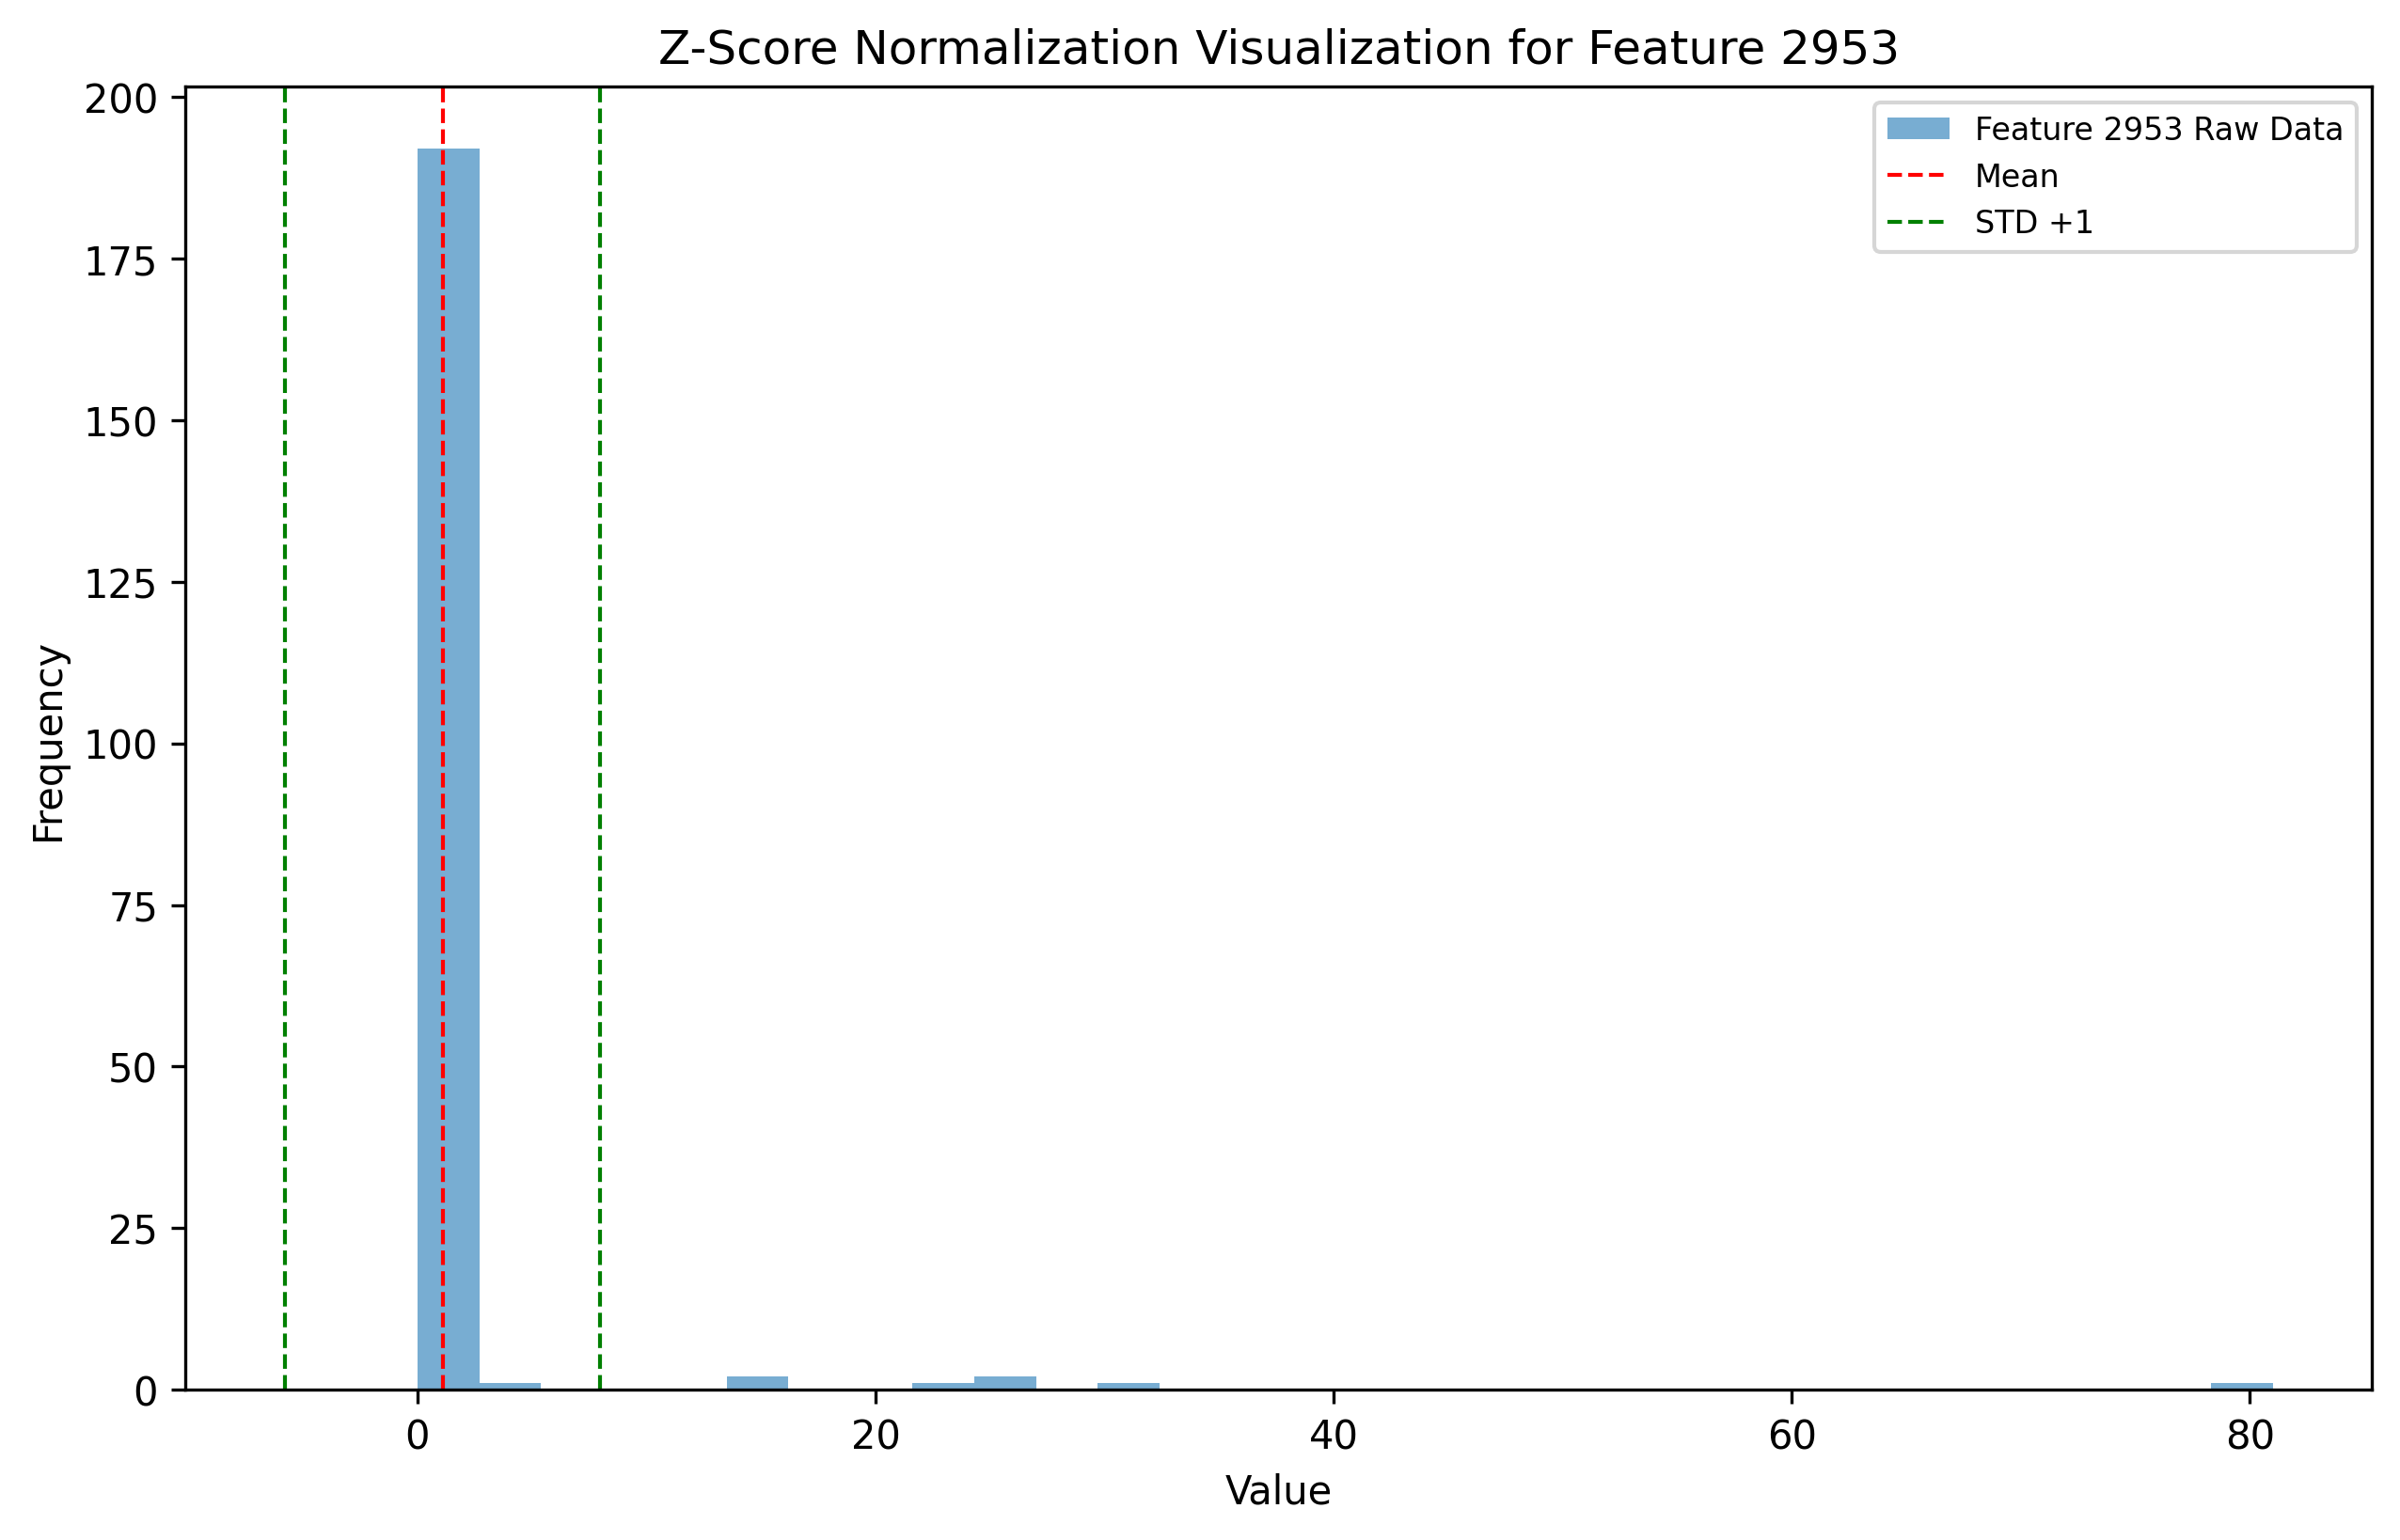 Z-Score Normalization Visualization for Feature 2953
Feature 2953 Raw Data
Mean
STD +1
200
175
150
125
100
75
50
25
0
Frequency
0 20 40 60 80
Value